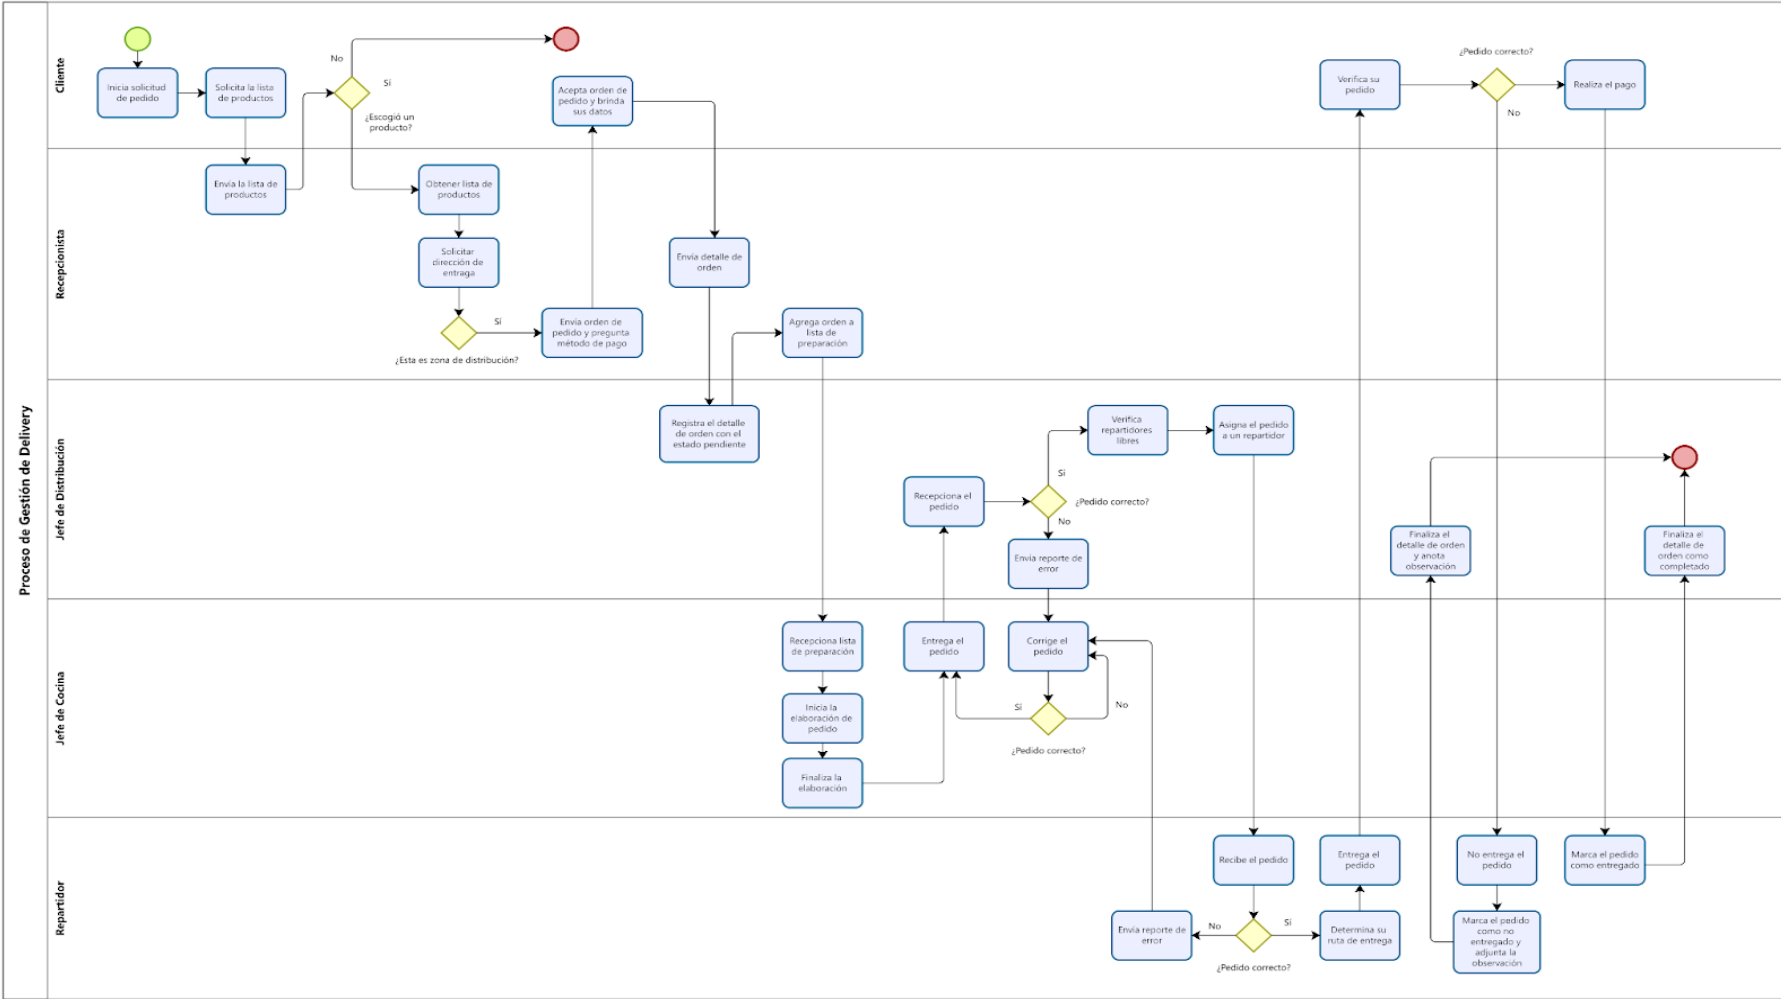 Proceso de Gestión de Delivery
Cliente
Inicia solicitud
de pedido
Solicita la lista
de productos
No
Sí
¿Escogió un
producto?
Acepta orden de
pedido y brinda
sus datos
Verifica su
pedido
¿Pedido correcto?
No
Realiza el pago
Recepcionista
Envía la lista de
productos
Obtener lista de
productos
Solicitar
dirección de
entraga
¿Esta es zona de distribución?
Sí
Envía orden de
pedido y pregunta
método de pago
Envía detalle de
orden
Agrega orden a
lista de
preparación
Jefe de Distribución
Registra el detalle
de orden con el
estado pendiente
Recepciona el
pedido
Sí
¿Pedido correcto?
No
Verifica
repartidores
libres
Asigna el pedido
a un repartidor
Envía reporte de
error
Finaliza el
detalle de orden
y anota
observación
Finaliza el
detalle de
orden como
completado
Jefe de Cocina
Recepciona lista
de preparación
Inicia la
elaboración de
pedido
Finaliza la
elaboración
Entrega el
pedido
Corrige el
pedido
Sí
No
¿Pedido correcto?
Repartidor
Recibe el pedido
Envía reporte de
error
No
Sí
¿Pedido correcto?
Determina su
ruta de entrega
Entrega el
pedido
No entrega el
pedido
Marca el pedido
como no
entregado y
adjunta la
observación
Marca el pedido
como entregado